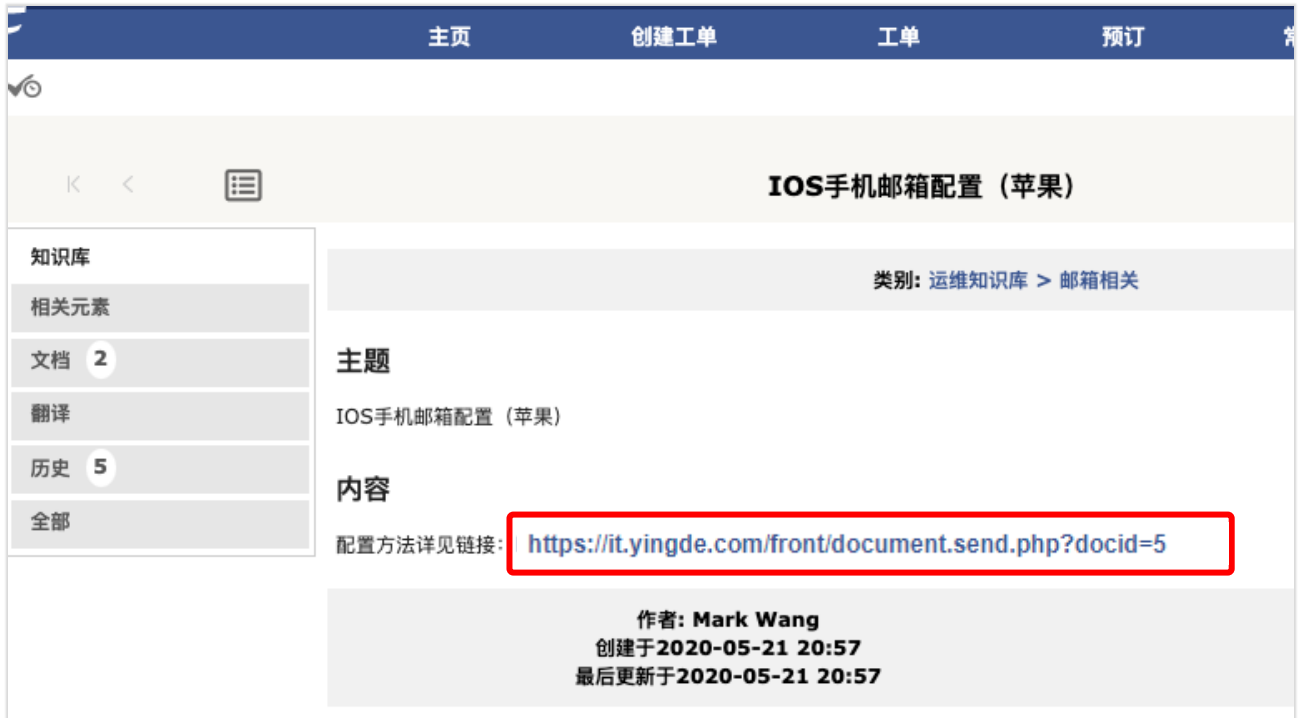 主页 创建工单 工单 预订
IOS手机邮箱配置（苹果）
知识库
相关元素
文档 2
翻译
历史 5
全部
类别: 运维知识库 > 邮箱相关
主题
IOS手机邮箱配置（苹果）
内容
配置方法详见链接: https://it.yingde.com/front/document.send.php?docid=5
作者: Mark Wang
创建于2020-05-21 20:57
最后更新于2020-05-21 20:57